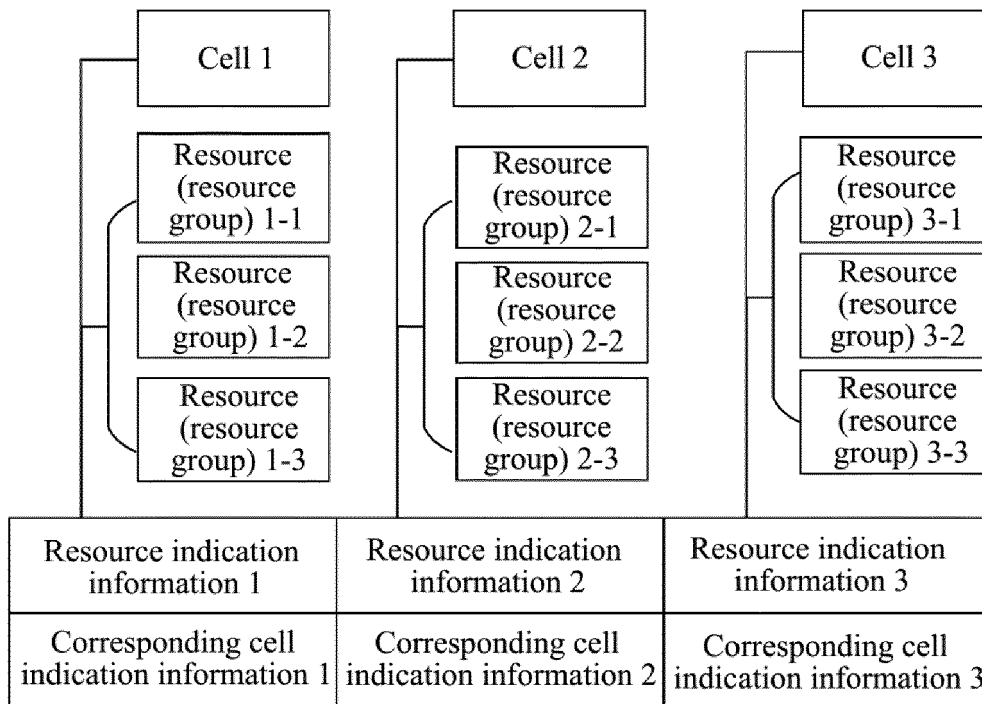 Cell 1
Resource
(resource
group) 1-1
Resource
(resource
group) 1-2
Resource
(resource
group) 1-3
Cell 2
Resource
(resource
group) 2-1
Resource
(resource
group) 2-2
Resource
(resource
group) 2-3
Cell 3
Resource
(resource
group) 3-1
Resource
(resource
group) 3-2
Resource
(resource
group) 3-3
Resource indication
information 1
Resource indication
information 2
Resource indication
information 3
Corresponding cell
indication information 1
Corresponding cell
indication information 2
Corresponding cell
indication information 3